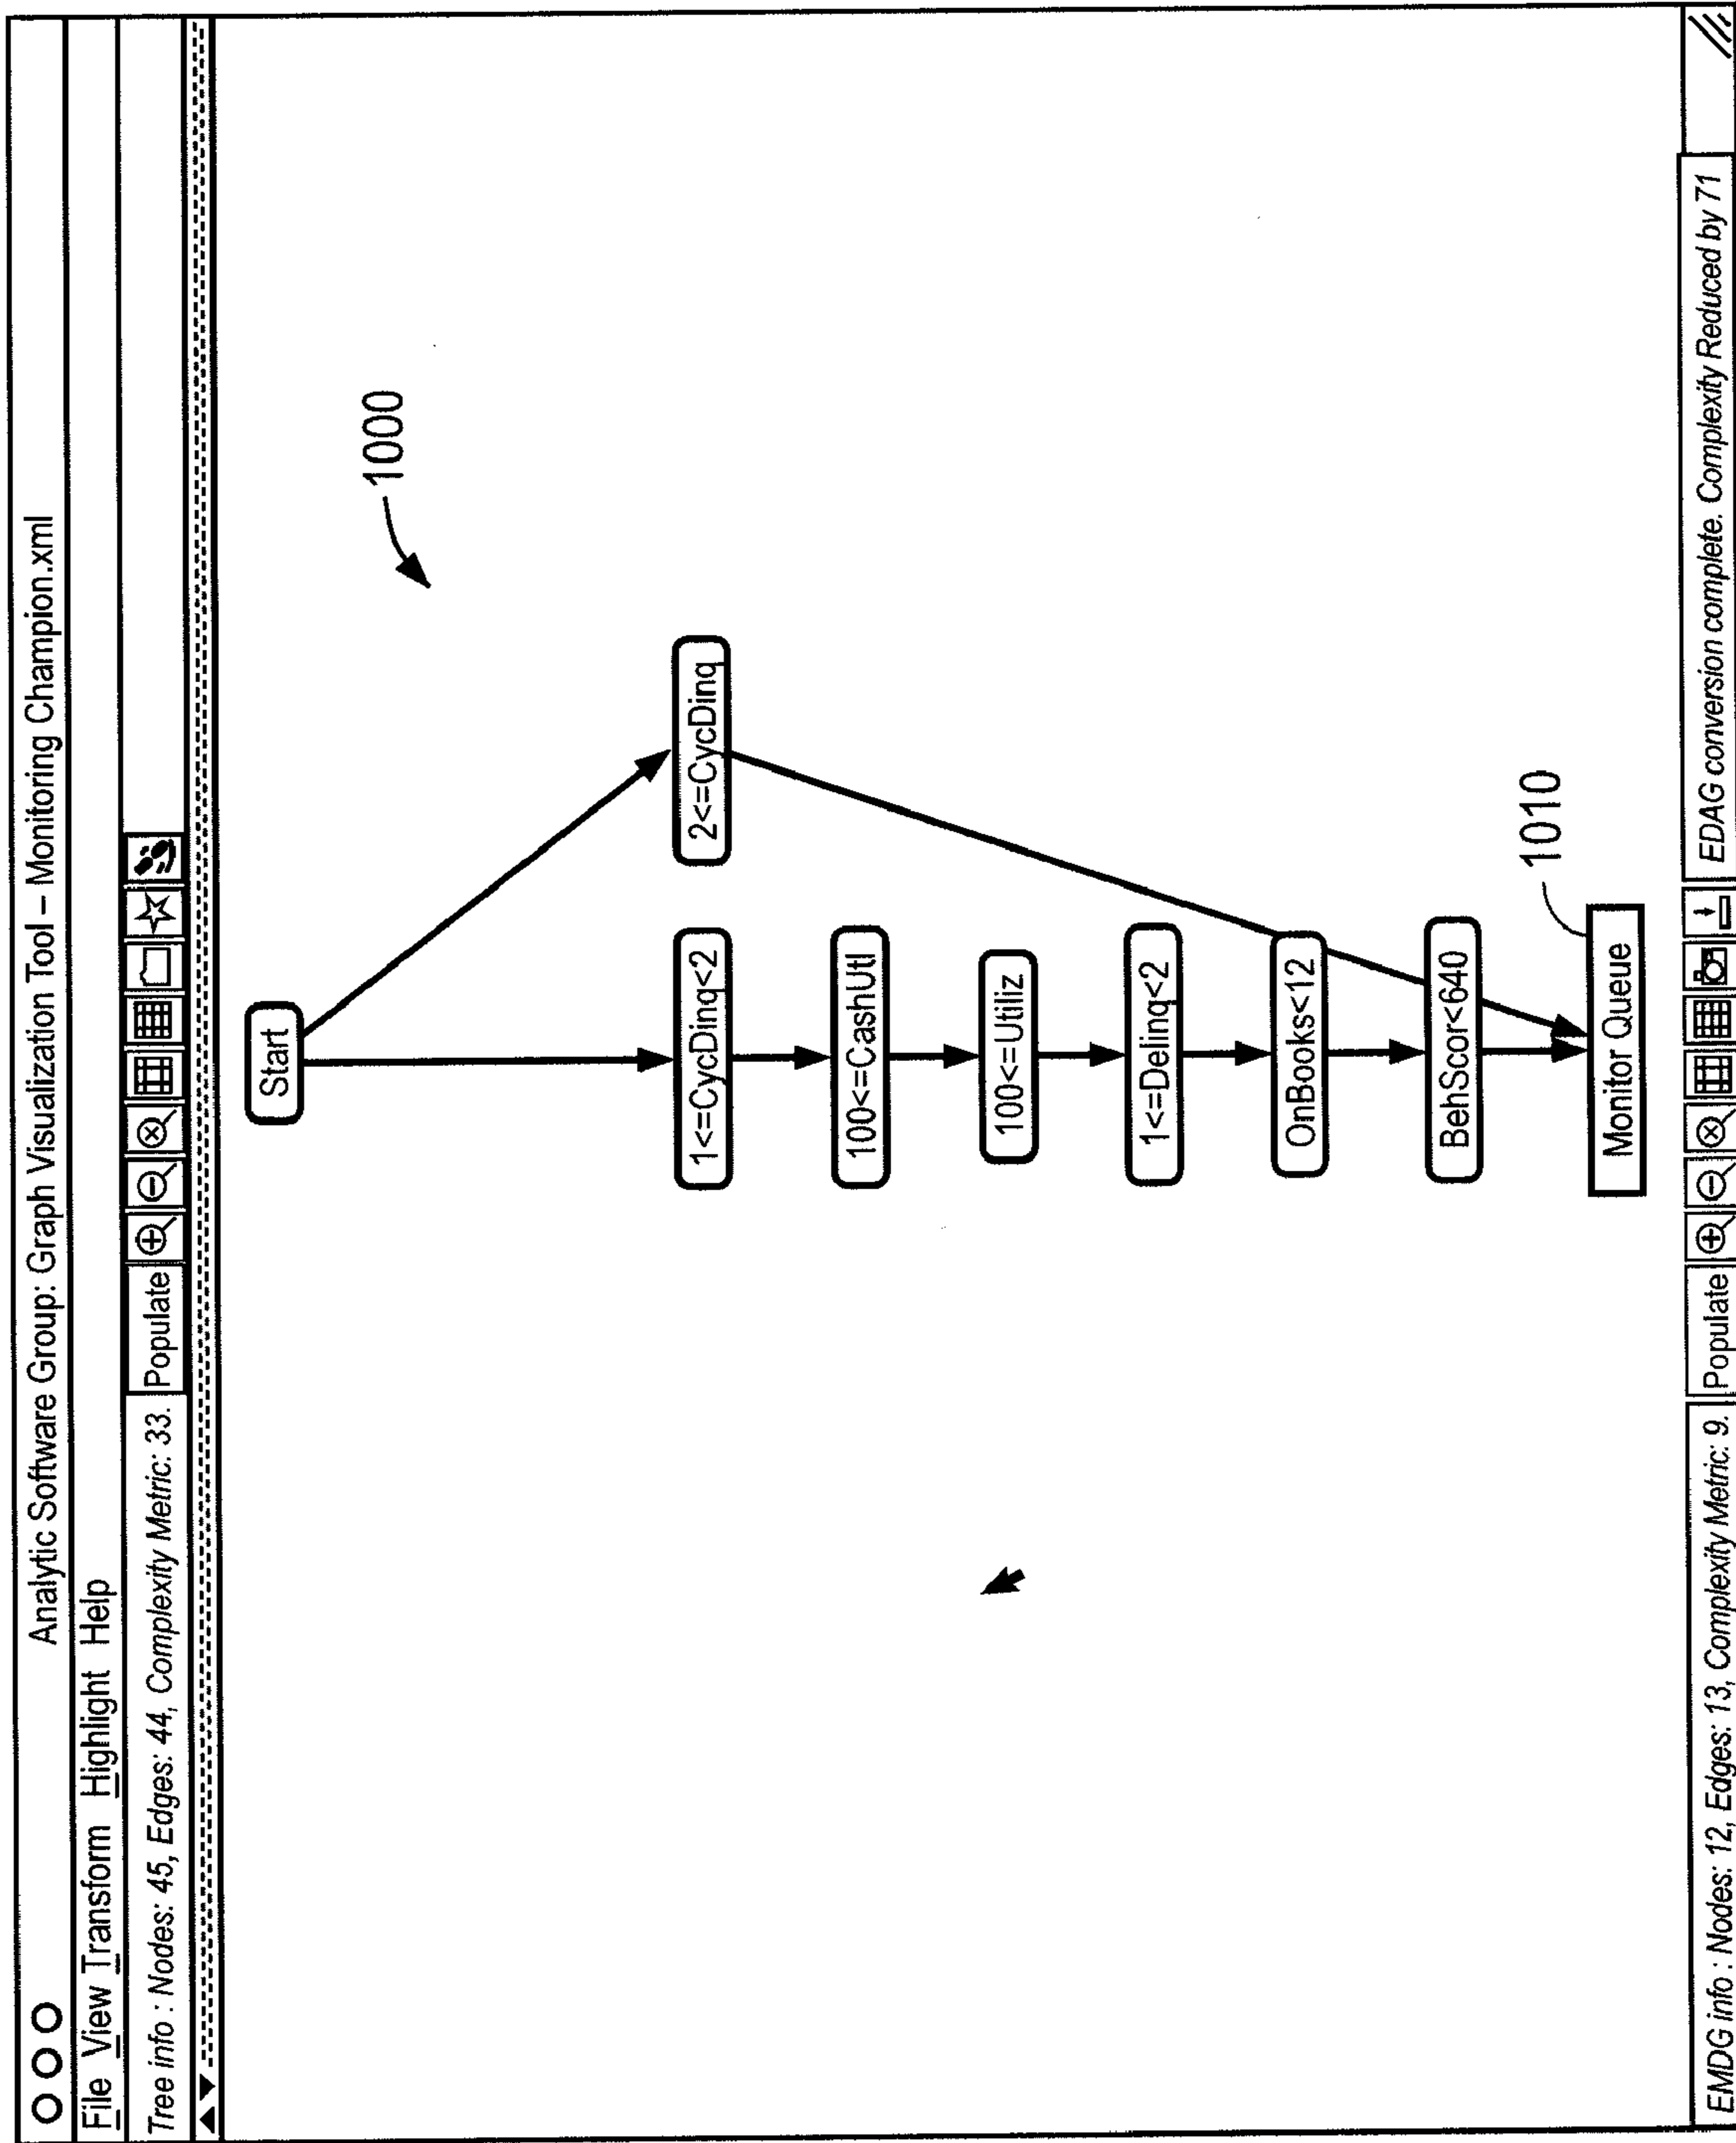 Analytic Software Group: Graph Visualization Tool – Monitoring Champion.xml
File View Transform Highlight Help
Tree info : Nodes: 45, Edges: 44, Complexity Metric: 33.
Populate
Start
1000
1<=CycDinq<2
2<=CycDinq
100<=CashUtl
100<=Utiliz
1<=Delinq<2
OnBooks<12
BehScor<640
1010
Monitor Queue
EMDG info : Nodes: 12, Edges: 13, Complexity Metric: 9.
Populate
EDAG conversion complete. Complexity Reduced by 71